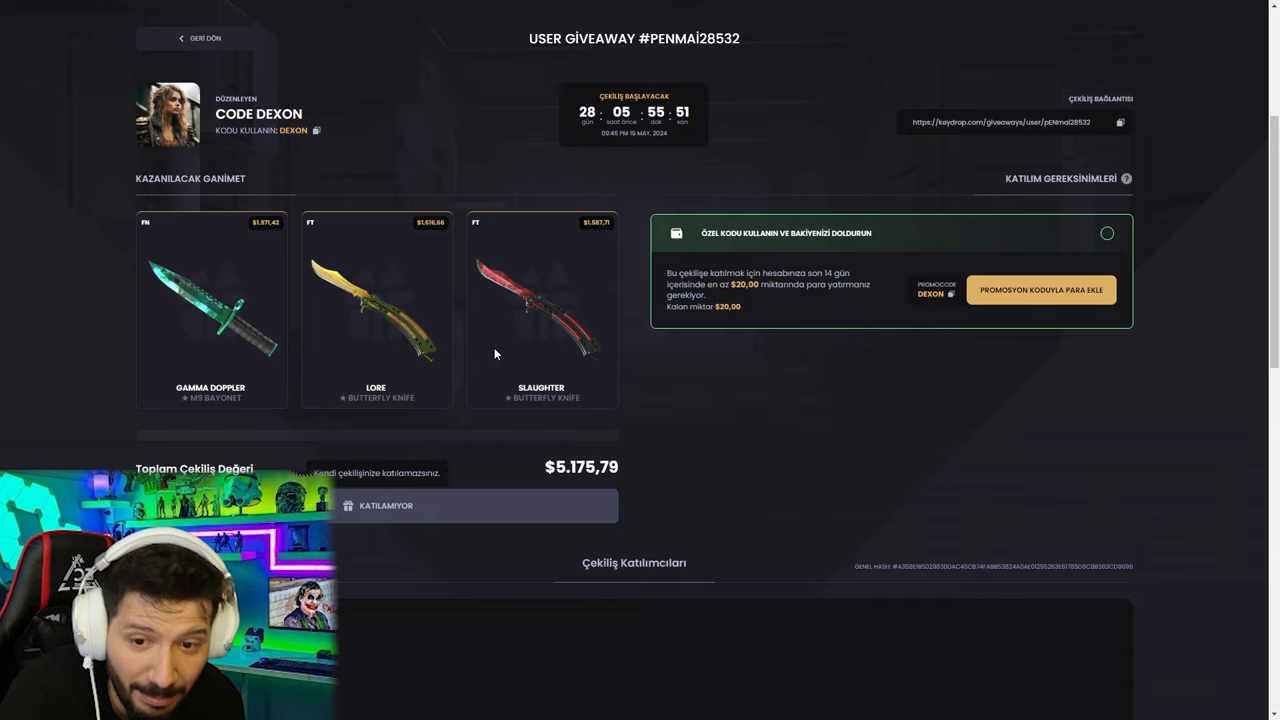 GERİ DÖN
USER GİVEAWAY #PENMAİ28532
DÜZENLEYEN
CODE DEXON
KODU KULLANIN: DEXON
ÇEKİLİŞ BAŞLAYACAK
28 : 05 : 55 : 51
gün saat önce dak san
09:46 PM 19 MAY, 2024
ÇEKİLİŞ BAĞLANTISI
https://keydrop.com/giveaways/user/pENmai28532
KAZANILACAK GANİMET
KATILIM GEREKSİNİMLERİ ?
FN $1.971,42
FT $1.616,66
FT $1.587,71
GAMMA DOPPLER
★ M9 BAYONET
LORE
★ BUTTERFLY KNİFE
SLAUGHTER
★ BUTTERFLY KNİFE
ÖZEL KODU KULLANIN VE BAKİYENİZİ DOLDURUN
Bu çekilişe katılmak için hesabınıza son 14 gün
içerisinde en az $20,00 miktarında para yatırmanız
gerekiyor.
Kalan miktar $20,00
PROMOCODE
DEXON
PROMOSYON KODUYLA PARA EKLE
Toplam Çekiliş Değeri
Kendi çekilişinize katılamazsınız.
$5.175,79
KATILAMIYOR
Çekiliş Katılımcıları
GENEL HASH: